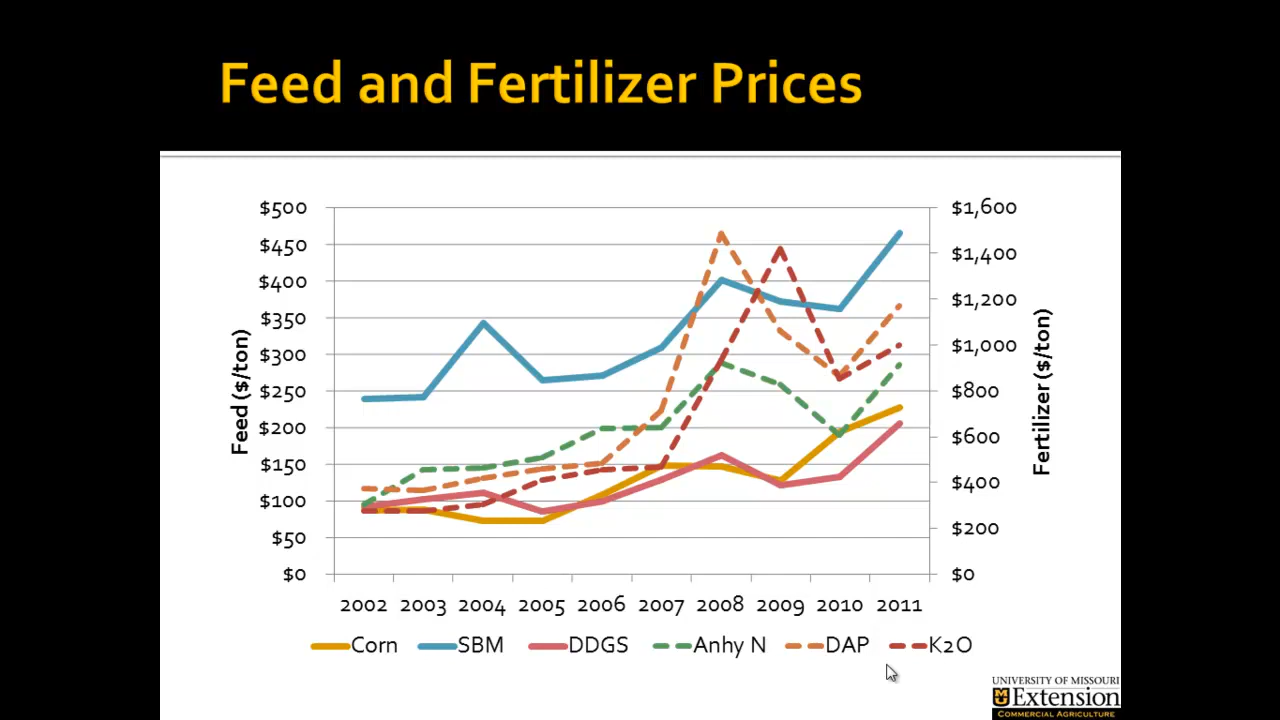 Feed and Fertilizer Prices
$500
$450
$400
$350
$300
$250
$200
$150
$100
$50
$0
Feed ($/ton)
$1,600
$1,400
$1,200
$1,000
$800
$600
$400
$200
$0
Fertilizer ($/ton)
2002 2003 2004 2005 2006 2007 2008 2009 2010 2011
Corn SBM DDGS Anhy N DAP K2O
UNIVERSITY OF MISSOURI
MU Extension
COMMERCIAL AGRICULTURE